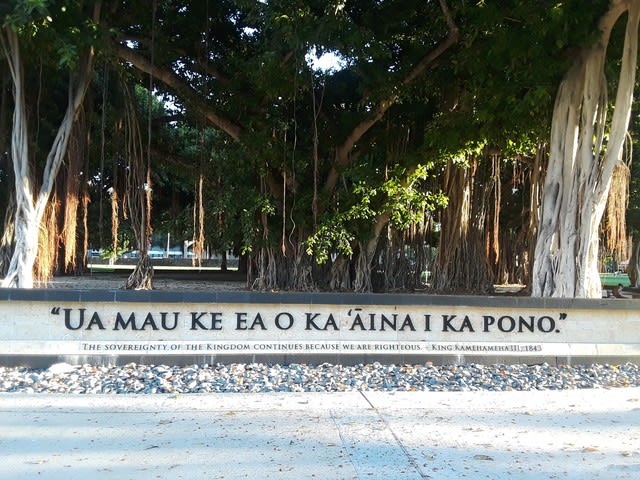 “UA MAU KE EA O KA ʻĀINA I KA PONO.”
THE SOVEREIGNTY OF THE KINGDOM CONTINUES BECAUSE WE ARE RIGHTEOUS. - KING KAMEHAMEHA III, 1843